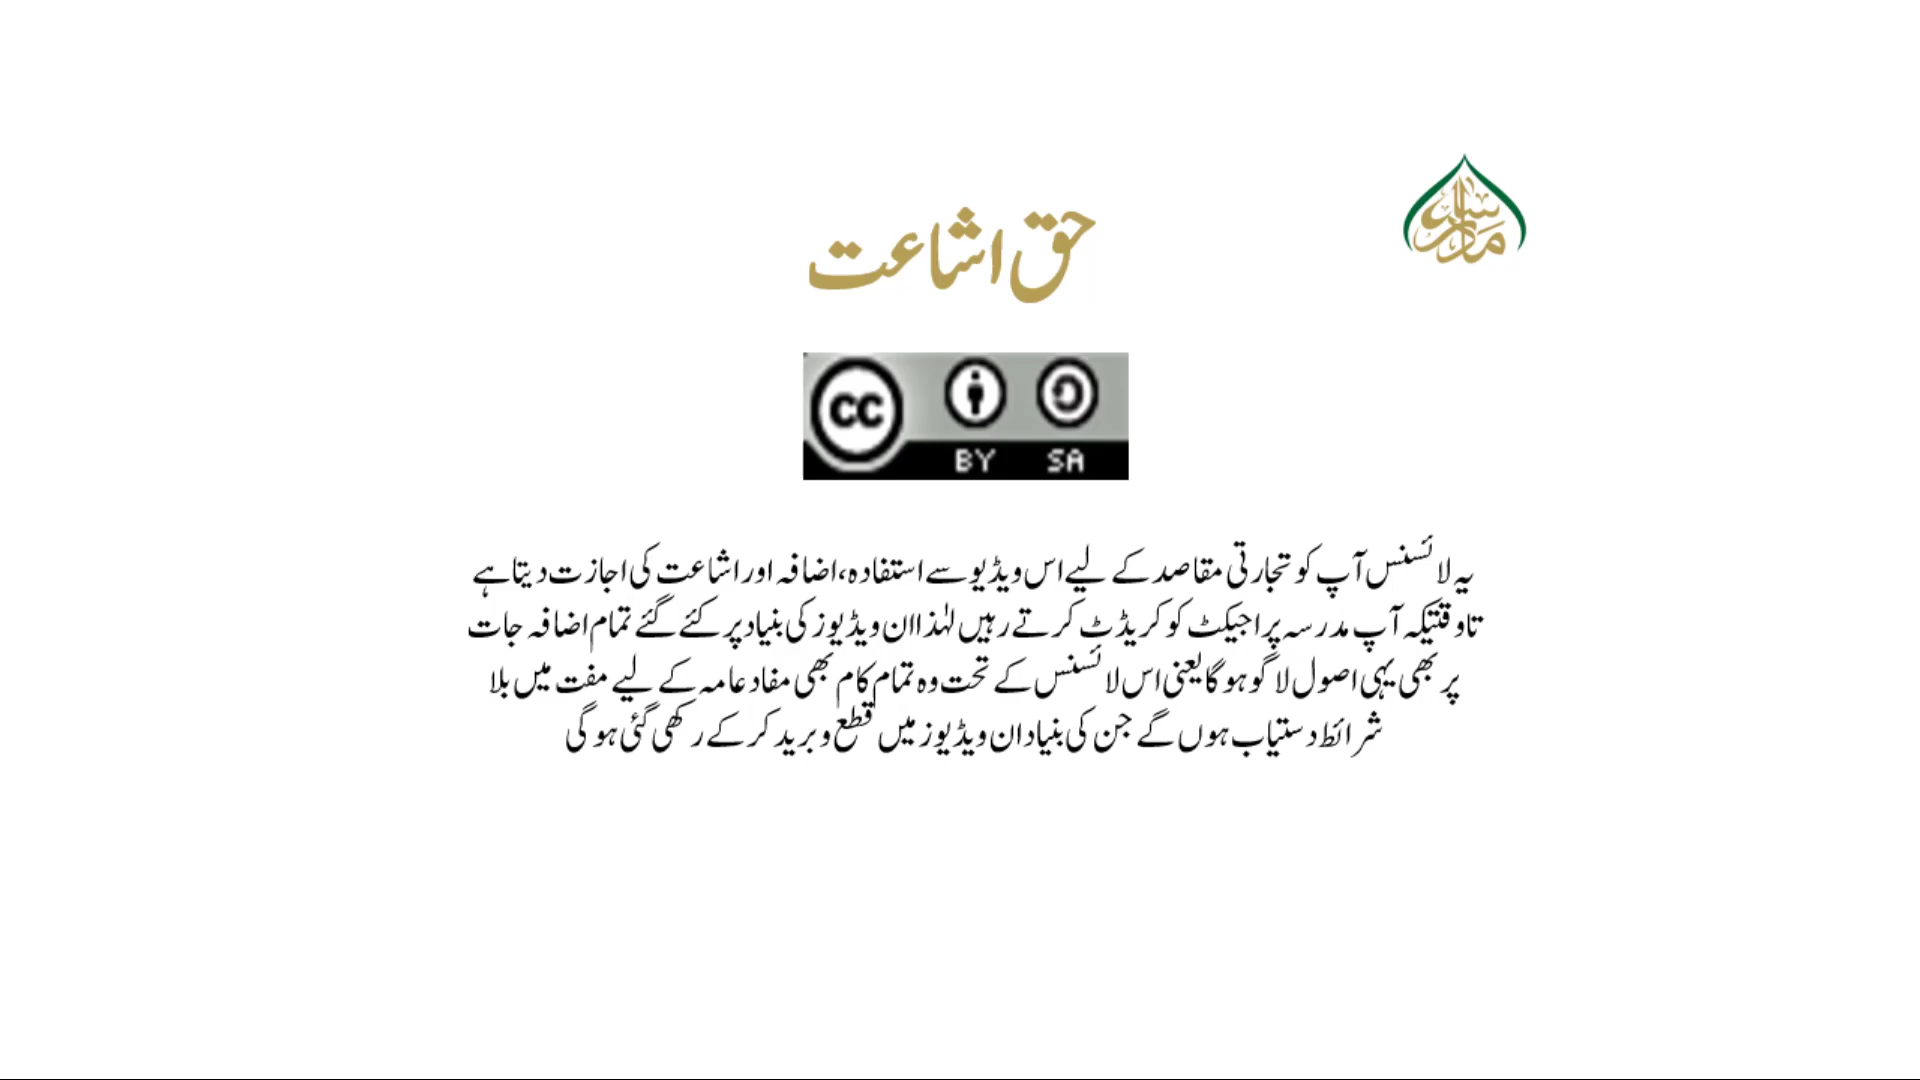 مدرسہ
حق اشاعت
cc
BY SA
یہ لائسنس آپ کو تجارتی مقاصد کے لیے اس ویڈیو سے استفادہ، اضافہ اور اشاعت کی اجازت دیتا ہے
تاوقتیکہ آپ مدرسہ پراجیکٹ کو کریڈٹ کرتے رہیں لہٰذا ان ویڈیوز کی بنیاد پر کئے گئے تمام اضافہ جات
پر بھی یہی اصول لاگو ہوگا یعنی اس لائسنس کے تحت وہ تمام کام بھی مفاد عامہ کے لیے مفت میں بلا
شرائط دستیاب ہوں گے جن کی بنیاد ان ویڈیوز میں قطع و برید کر کے رکھی گئی ہوگی